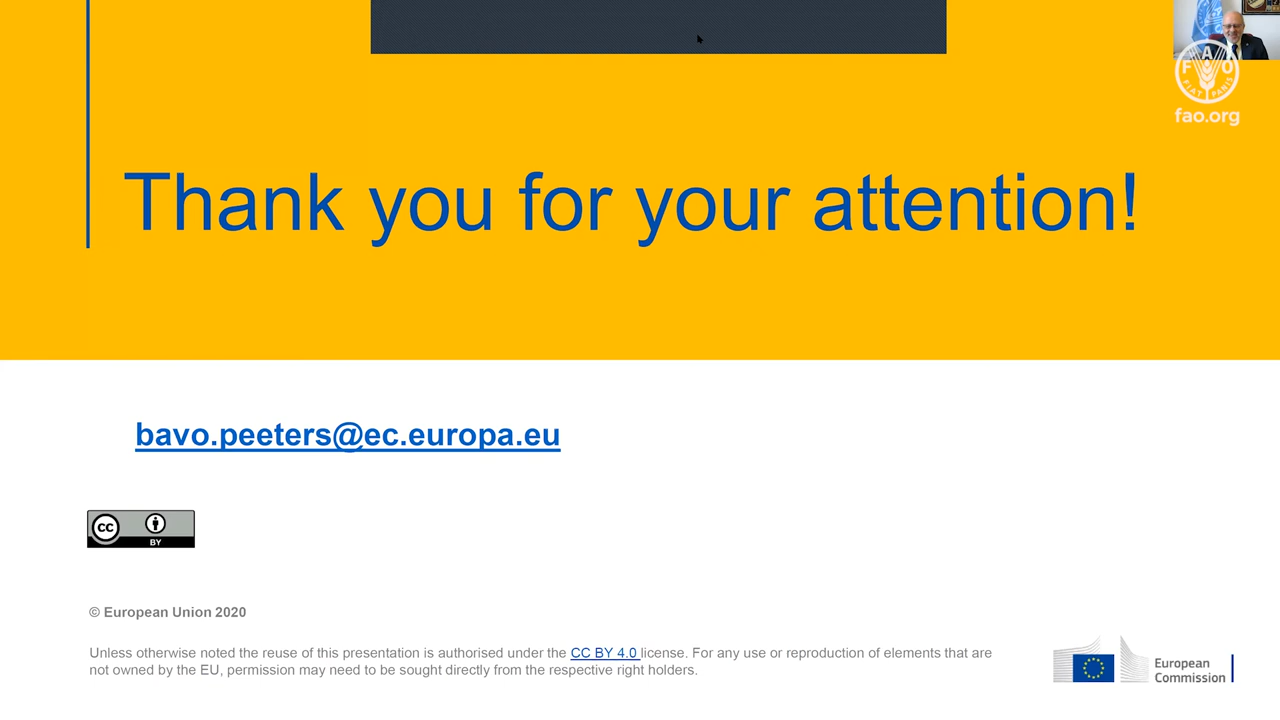 Thank you for your attention!
F A O
FIAT PANIS
fao.org
bavo.peeters@ec.europa.eu
cc
BY
© European Union 2020
Unless otherwise noted the reuse of this presentation is authorised under the CC BY 4.0 license. For any use or reproduction of elements that are
not owned by the EU, permission may need to be sought directly from the respective right holders.
European
Commission